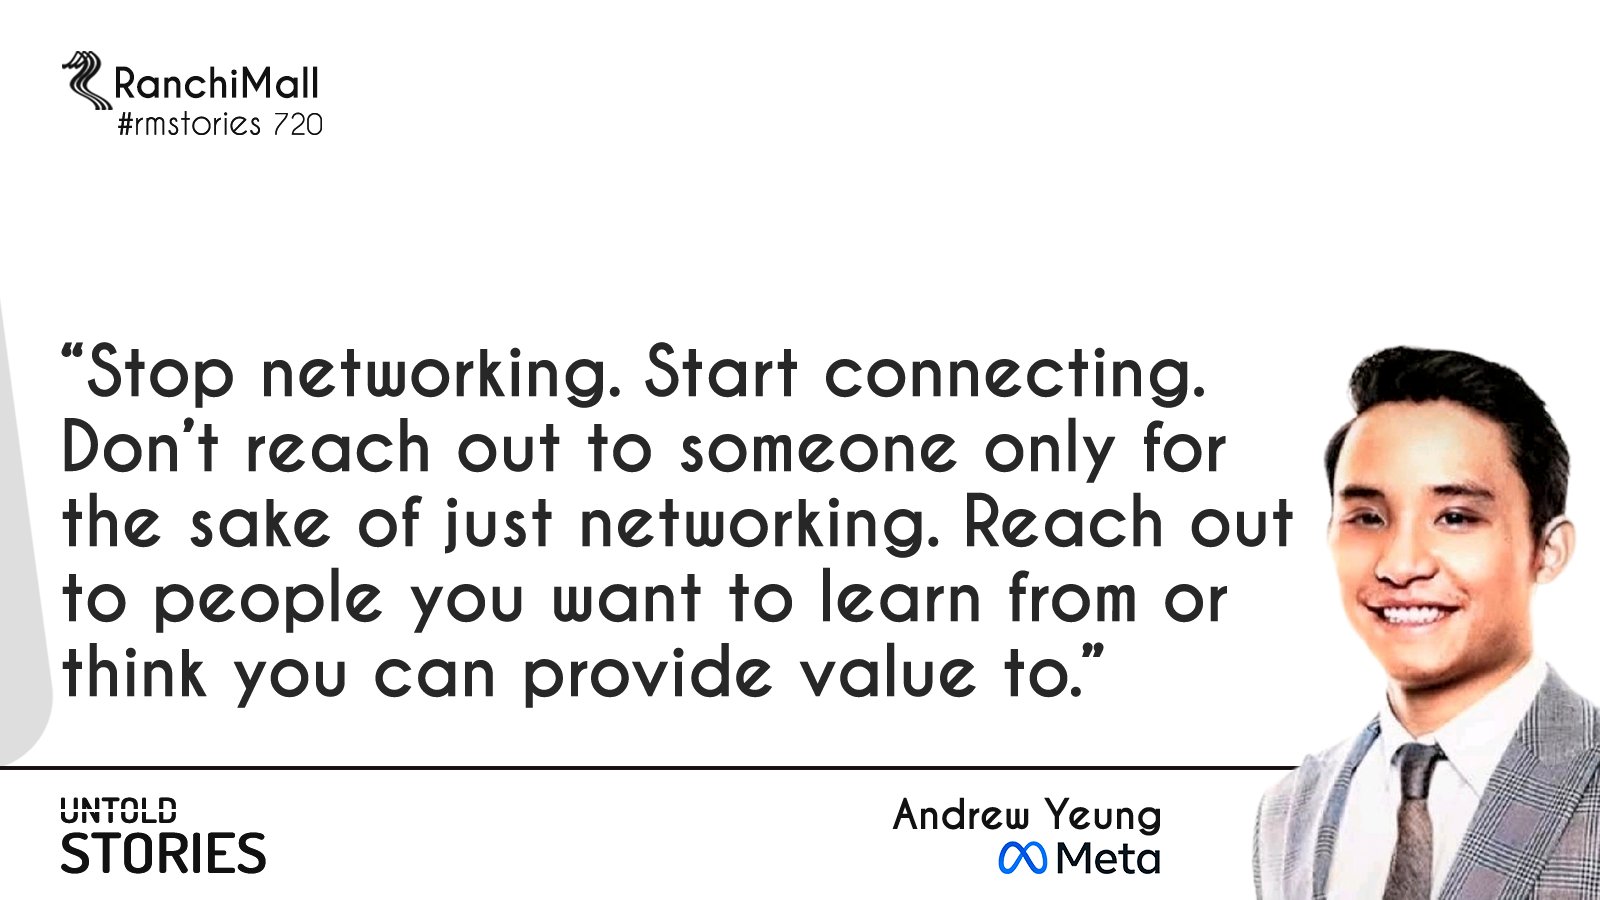 RanchiMall
#rmstories 720
“Stop networking. Start connecting.
Don’t reach out to someone only for
the sake of just networking. Reach out
to people you want to learn from or
think you can provide value to.”
UNTOLD
STORIES
Andrew Yeung
Meta